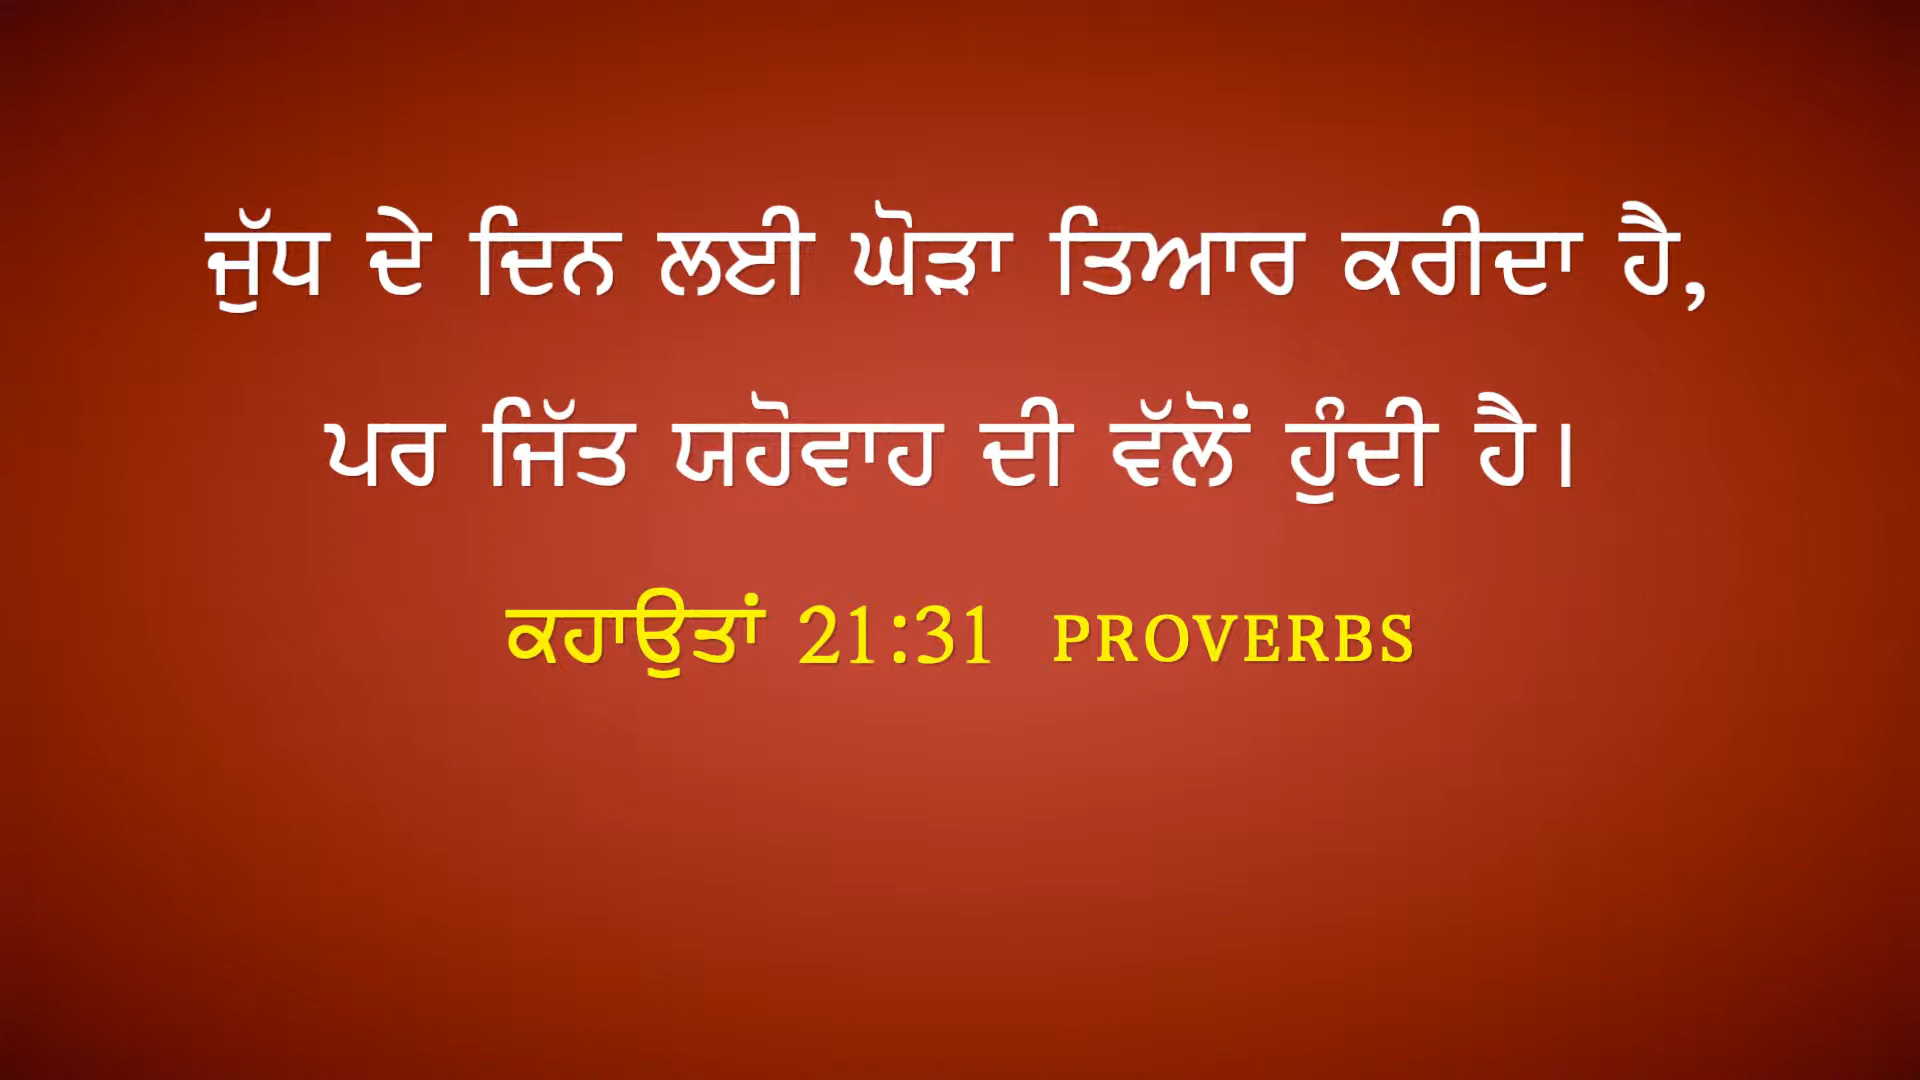 ਜੁੱਧ ਦੇ ਦਿਨ ਲਈ ਘੋੜਾ ਤਿਆਰ ਕਰੀਦਾ ਹੈ,
ਪਰ ਜਿੱਤ ਯਹੋਵਾਹ ਦੀ ਵੱਲੋਂ ਹੁੰਦੀ ਹੈ।
ਕਹਾਉਤਾਂ 21:31 PROVERBS